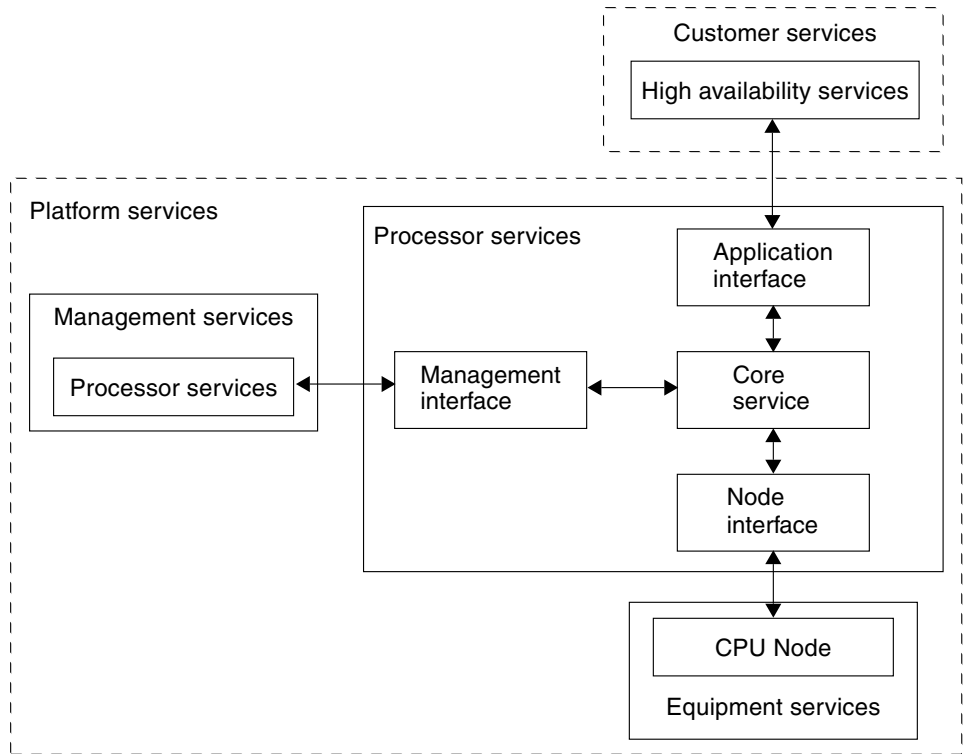 Customer services
High availability services
Platform services
Processor services
Application
interface
Management services
Processor services
Management
interface
Core
service
Node
interface
CPU Node
Equipment services